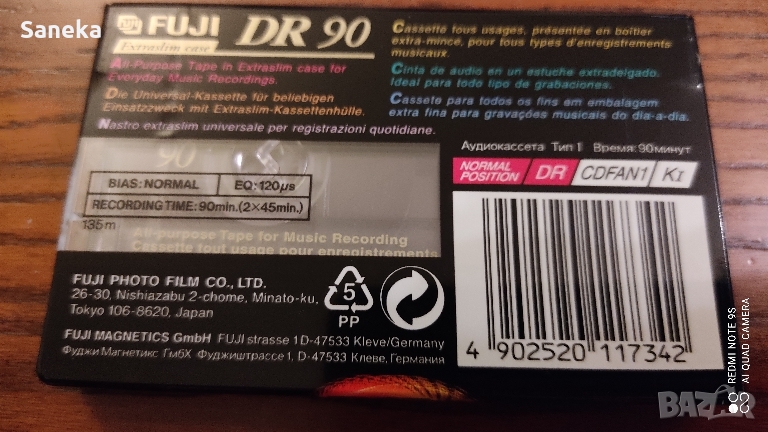 Saneka
FUJI DR 90
Extraslim case
All-Purpose Tape in Extraslim case for
Everyday Music Recordings.
Die Universal-Kassette für beliebigen
Einsatzzweck mit Extraslim-Kassettenhülle.
Nastro extraslim universale per registrazioni quotidiane.
Cassette tous usages, présentée en boîtier
extra-mince, pour tous types d'enregistrements
musicaux.
Cinta de audio en un estuche extradelgado.
Ideal para todo tipo de grabaciones.
Cassete para todos os fins em embalagem
extra fina para gravações musicais do dia-a-dia.
Аудиокассета Тип I Время: 90минут
NORMAL POSITION DR CDFAN1 KI
90
BIAS: NORMAL EQ: 120μs
RECORDING TIME: 90min. (2×45min.)
135m
All-purpose Tape for Music Recording
Cassette tout usage pour enregistrements
FUJI PHOTO FILM CO., LTD.
26-30, Nishiazabu 2-chome, Minato-ku,
Tokyo 106-8620, Japan
5
PP
FUJI MAGNETICS GmbH FUJI strasse 1 D-47533 Kleve/Germany
Фуджи Магнетикс ГмбХ Фуджиштрассе 1, D-47533 Клеве, Германия
4 902520 117342
REDMI NOTE 9S
AI QUAD CAMERA
BAZAR